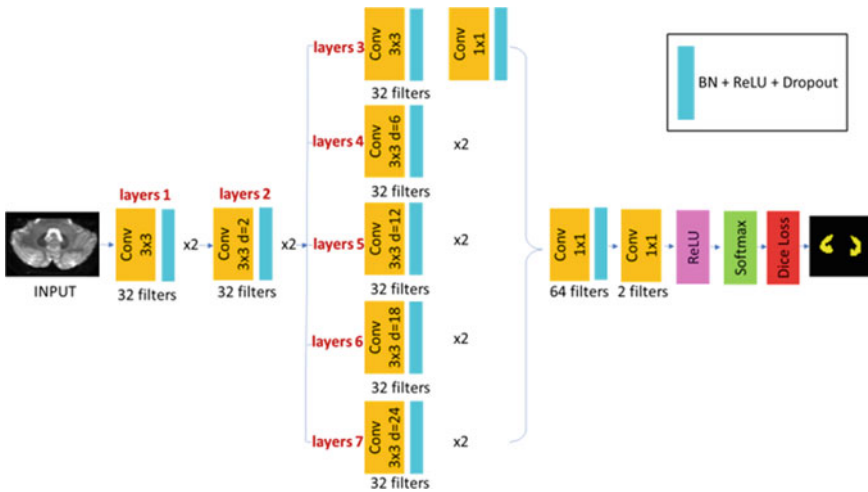 layers 1
Conv
3x3
x2
32 filters
INPUT
layers 2
Conv
3x3 d=2
x2
32 filters
layers 3
Conv
3x3
32 filters
Conv
1x1
layers 4
Conv
3x3 d=6
x2
32 filters
layers 5
Conv
3x3 d=12
x2
32 filters
layers 6
Conv
3x3 d=18
x2
32 filters
layers 7
Conv
3x3 d=24
x2
32 filters
Conv
1x1
64 filters
Conv
1x1
2 filters
ReLU
Softmax
Dice Loss
BN + ReLU + Dropout